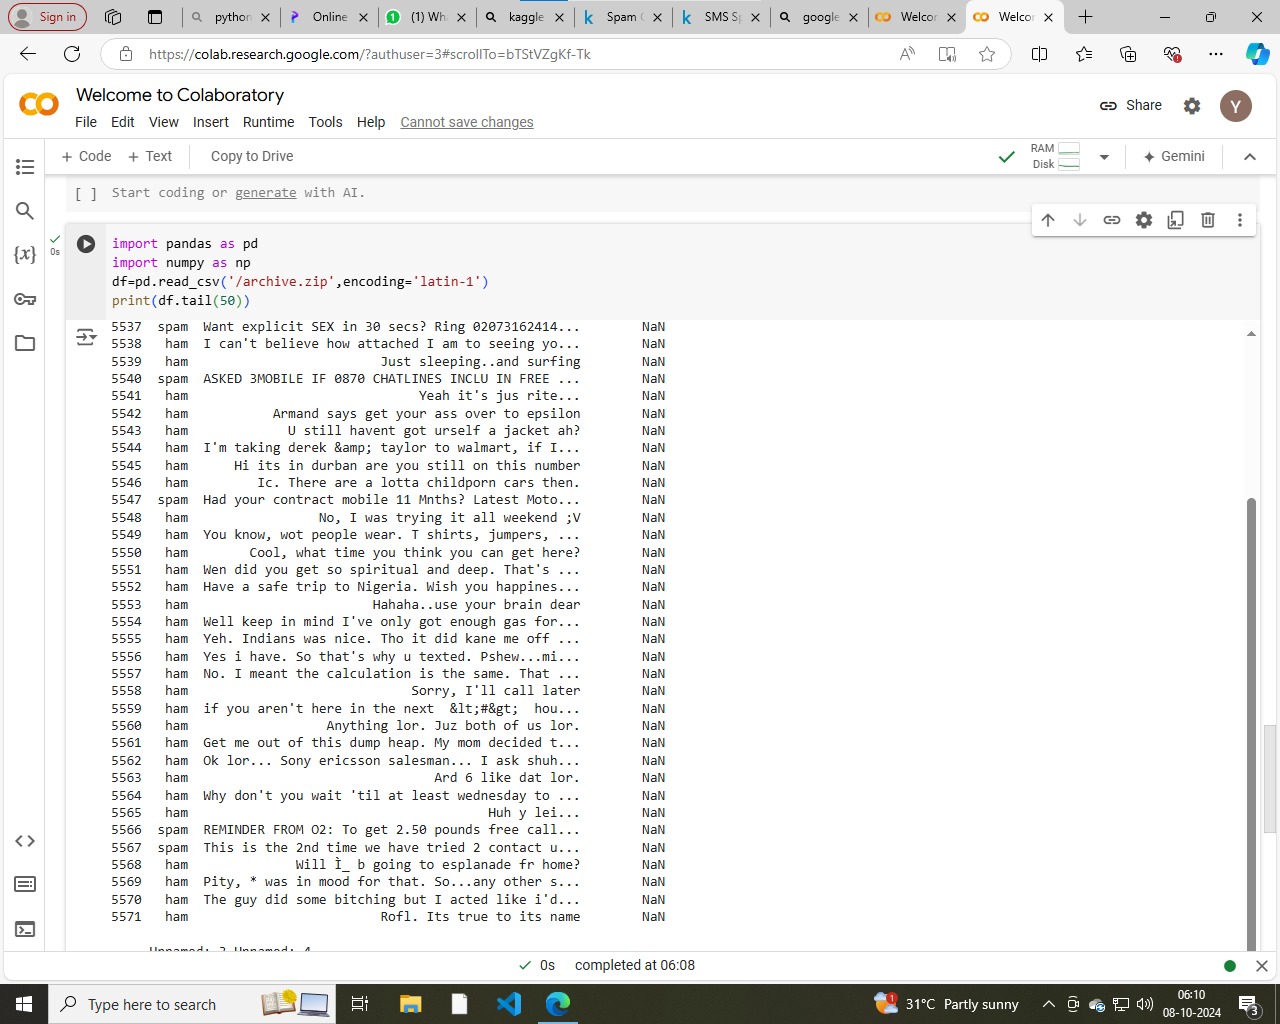 Sign in
python
Online
(1) Wh
kaggle
Spam
SMS Sp
google
Welcor
Welcor
https://colab.research.google.com/?authuser=3#scrollTo=bTStVZgKf-Tk
Welcome to Colaboratory
File Edit View Insert Runtime Tools Help Cannot save changes
Share
Y
+ Code + Text Copy to Drive
RAM
Disk
Gemini
[ ] Start coding or generate with AI.
0s
import pandas as pd
import numpy as np
df=pd.read_csv('/archive.zip',encoding='latin-1')
print(df.tail(50))
5537 spam Want explicit SEX in 30 secs? Ring 02073162414... NaN
5538 ham I can't believe how attached I am to seeing yo... NaN
5539 ham Just sleeping..and surfing NaN
5540 spam ASKED 3MOBILE IF 0870 CHATLINES INCLU IN FREE ... NaN
5541 ham Yeah it's jus rite... NaN
5542 ham Armand says get your ass over to epsilon NaN
5543 ham U still havent got urself a jacket ah? NaN
5544 ham I'm taking derek &amp; taylor to walmart, if I... NaN
5545 ham Hi its in durban are you still on this number NaN
5546 ham Ic. There are a lotta childporn cars then. NaN
5547 spam Had your contract mobile 11 Mnths? Latest Moto... NaN
5548 ham No, I was trying it all weekend ;V NaN
5549 ham You know, wot people wear. T shirts, jumpers, ... NaN
5550 ham Cool, what time you think you can get here? NaN
5551 ham Wen did you get so spiritual and deep. That's ... NaN
5552 ham Have a safe trip to Nigeria. Wish you happines... NaN
5553 ham Hahaha..use your brain dear NaN
5554 ham Well keep in mind I've only got enough gas for... NaN
5555 ham Yeh. Indians was nice. Tho it did kane me off ... NaN
5556 ham Yes i have. So that's why u texted. Pshew...mi... NaN
5557 ham No. I meant the calculation is the same. That ... NaN
5558 ham Sorry, I'll call later NaN
5559 ham if you aren't here in the next  &lt;#&gt;  hou... NaN
5560 ham Anything lor. Juz both of us lor. NaN
5561 ham Get me out of this dump heap. My mom decided t... NaN
5562 ham Ok lor... Sony ericsson salesman... I ask shuh... NaN
5563 ham Ard 6 like dat lor. NaN
5564 ham Why don't you wait 'til at least wednesday to ... NaN
5565 ham Huh y lei... NaN
5566 spam REMINDER FROM O2: To get 2.50 pounds free call... NaN
5567 spam This is the 2nd time we have tried 2 contact u... NaN
5568 ham Will Ì_ b going to esplanade fr home? NaN
5569 ham Pity, * was in mood for that. So...any other s... NaN
5570 ham The guy did some bitching but I acted like i'd... NaN
5571 ham Rofl. Its true to its name NaN
0s completed at 06:08
Type here to search
31°C Partly sunny
06:10
08-10-2024
3